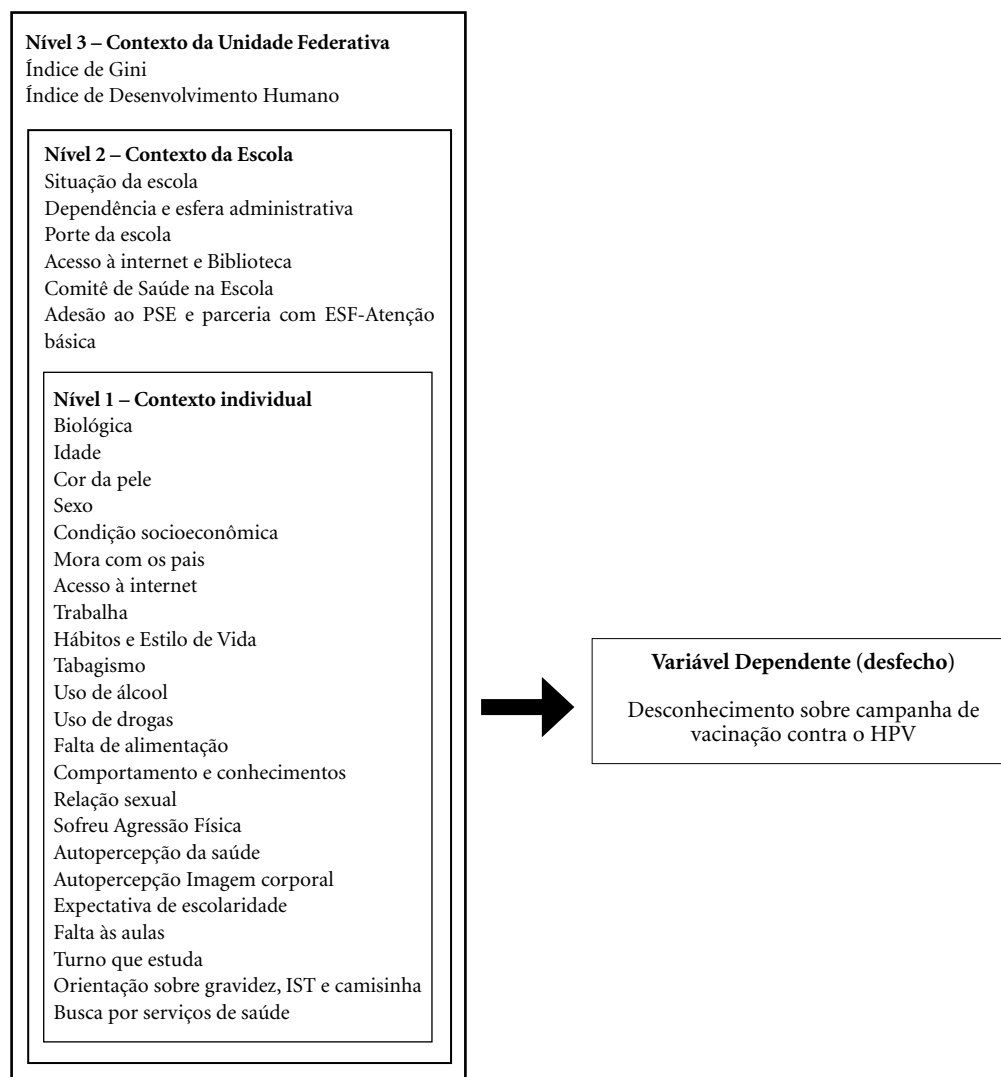 Nível 3 – Contexto da Unidade Federativa
Índice de Gini
Índice de Desenvolvimento Humano
Nível 2 – Contexto da Escola
Situação da escola
Dependência e esfera administrativa
Porte da escola
Acesso à internet e Biblioteca
Comitê de Saúde na Escola
Adesão ao PSE e parceria com ESF-Atenção
básica
Nível 1 – Contexto individual
Biológica
Idade
Cor da pele
Sexo
Condição socioeconômica
Mora com os pais
Acesso à internet
Trabalha
Hábitos e Estilo de Vida
Tabagismo
Uso de álcool
Uso de drogas
Falta de alimentação
Comportamento e conhecimentos
Relação sexual
Sofreu Agressão Física
Autopercepção da saúde
Autopercepção Imagem corporal
Expectativa de escolaridade
Falta às aulas
Turno que estuda
Orientação sobre gravidez, IST e camisinha
Busca por serviços de saúde
Variável Dependente (desfecho)
Desconhecimento sobre campanha de
vacinação contra o HPV